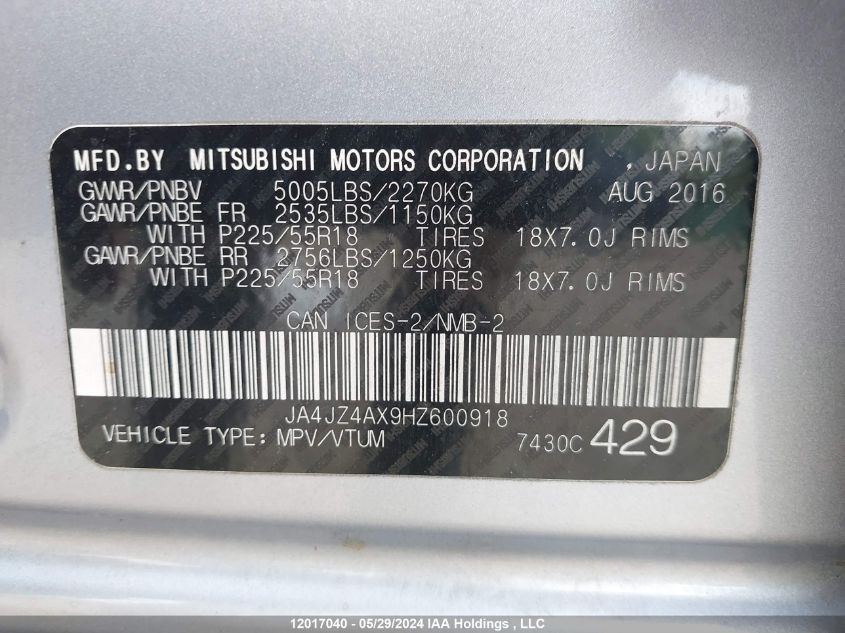 MFD.BY MITSUBISHI MOTORS CORPORATION , JAPAN
GVWR/PNBV 5005LBS/2270KG AUG 2016
GAWR/PNBE FR 2535LBS/1150KG
WITH P225/55R18 TIRES 18X7.0J RIMS
GAWR/PNBE RR 2756LBS/1250KG
WITH P225/55R18 TIRES 18X7.0J RIMS
CAN ICES-2/NMB-2
JA4JZ4AX9HZ600918
VEHICLE TYPE: MPV/VTUM 7430C 429
12017040 - 05/29/2024 IAA Holdings , LLC